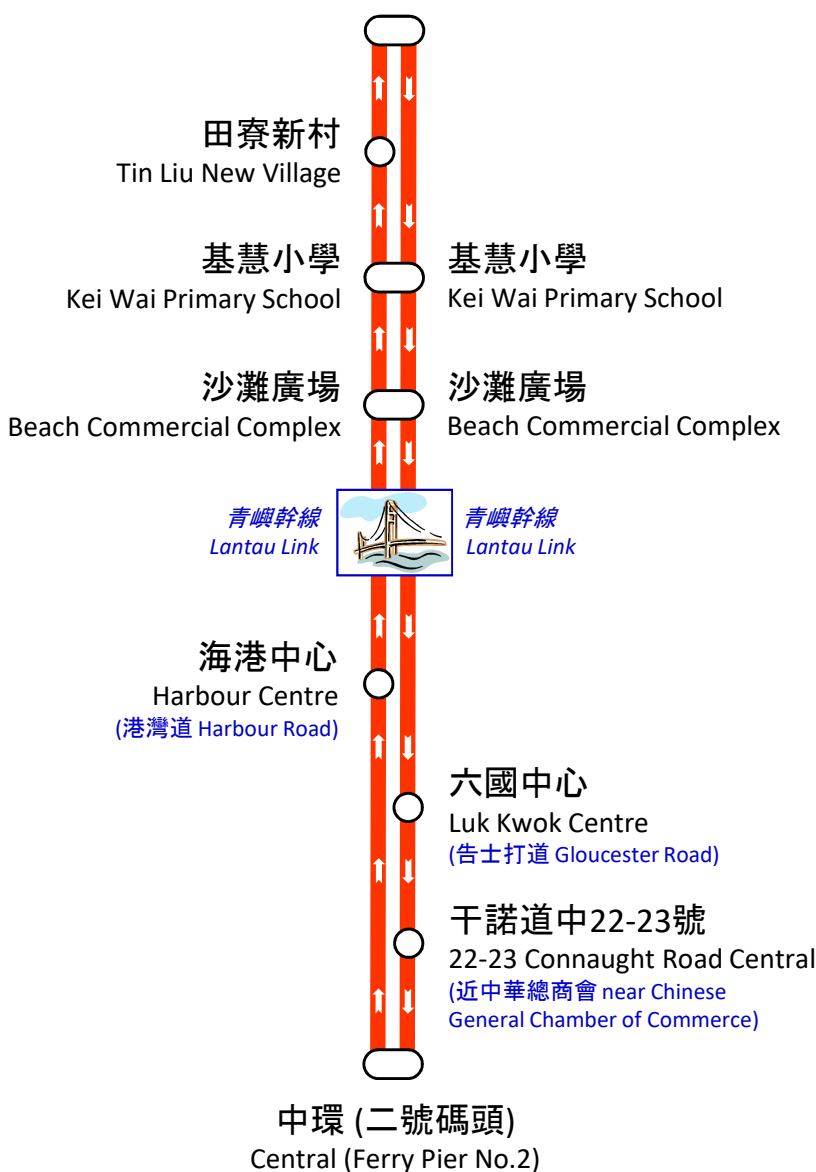 田寮新村
Tin Liu New Village
基慧小學
Kei Wai Primary School
基慧小學
Kei Wai Primary School
沙灘廣場
Beach Commercial Complex
沙灘廣場
Beach Commercial Complex
青嶼幹線
Lantau Link
青嶼幹線
Lantau Link
海港中心
Harbour Centre
(港灣道 Harbour Road)
六國中心
Luk Kwok Centre
(告士打道 Gloucester Road)
干諾道中22-23號
22-23 Connaught Road Central
(近中華總商會 near Chinese
General Chamber of Commerce)
中環 (二號碼頭)
Central (Ferry Pier No.2)